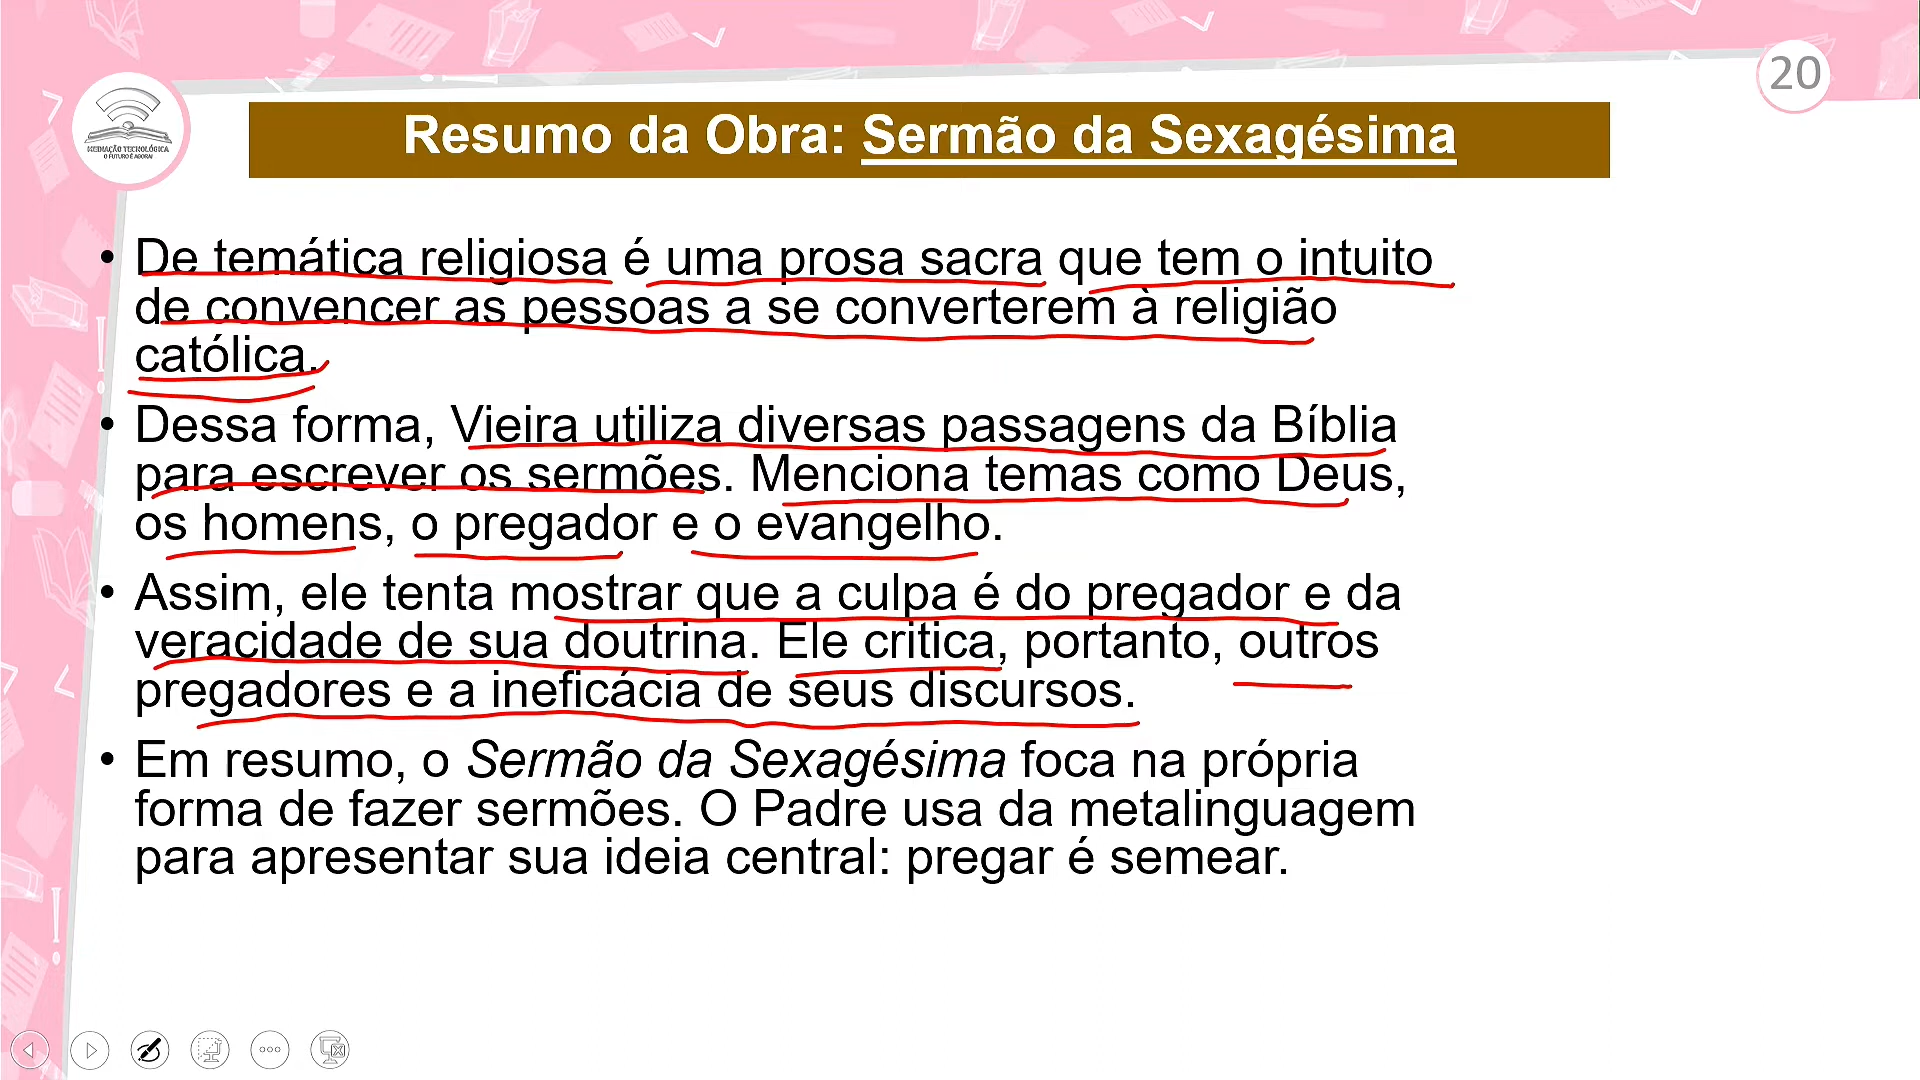 20
MEDIAÇÃO TECNOLÓGICA
O FUTURO É AGORA!
Resumo da Obra: Sermão da Sexagésima
• De temática religiosa é uma prosa sacra que tem o intuito
de convencer as pessoas a se converterem à religião
católica.
• Dessa forma, Vieira utiliza diversas passagens da Bíblia
para escrever os sermões. Menciona temas como Deus,
os homens, o pregador e o evangelho.
• Assim, ele tenta mostrar que a culpa é do pregador e da
veracidade de sua doutrina. Ele critica, portanto, outros
pregadores e a ineficácia de seus discursos.
• Em resumo, o Sermão da Sexagésima foca na própria
forma de fazer sermões. O Padre usa da metalinguagem
para apresentar sua ideia central: pregar é semear.